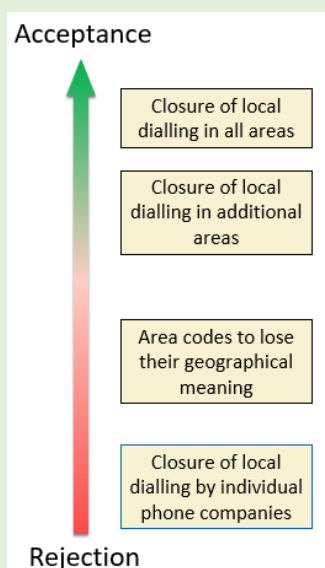 Acceptance
Closure of local
dialling in all areas
Closure of local
dialling in additional
areas
Area codes to lose
their geographical
meaning
Closure of local
dialling by individual
phone companies
Rejection